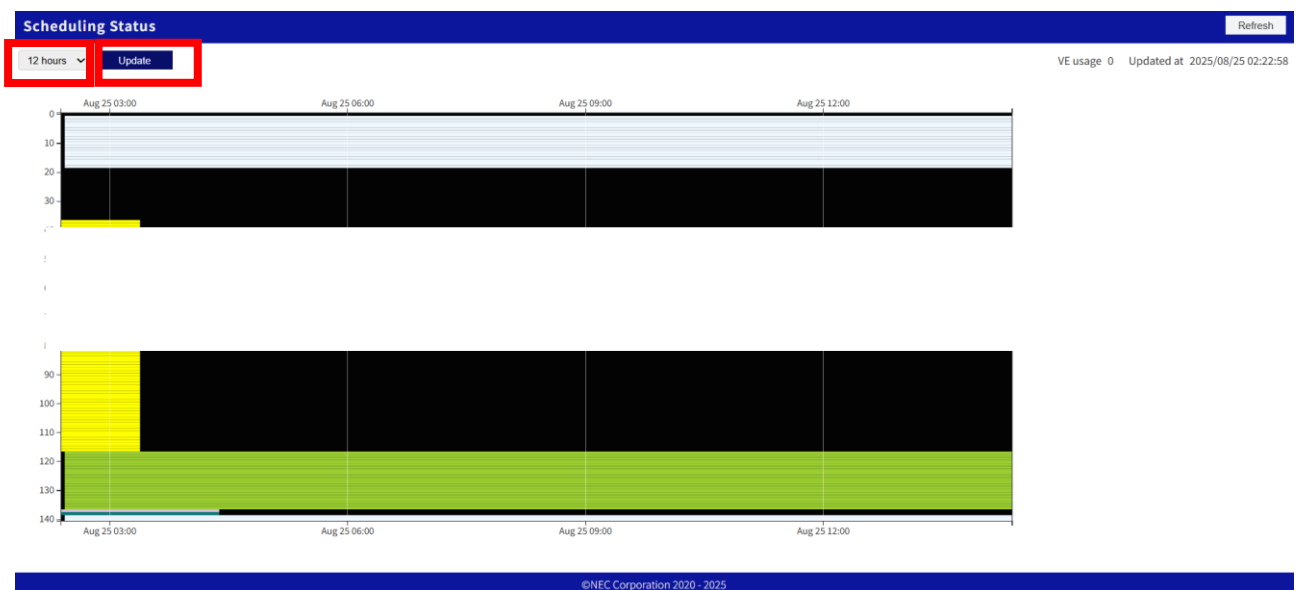 Scheduling Status
Refresh
12 hours
Update
VE usage 0 Updated at 2025/08/25 02:22:58
Aug 25 03:00 Aug 25 06:00 Aug 25 09:00 Aug 25 12:00
0
10
20
30
90
100
110
120
130
140
Aug 25 03:00 Aug 25 06:00 Aug 25 09:00 Aug 25 12:00
©NEC Corporation 2020 - 2025